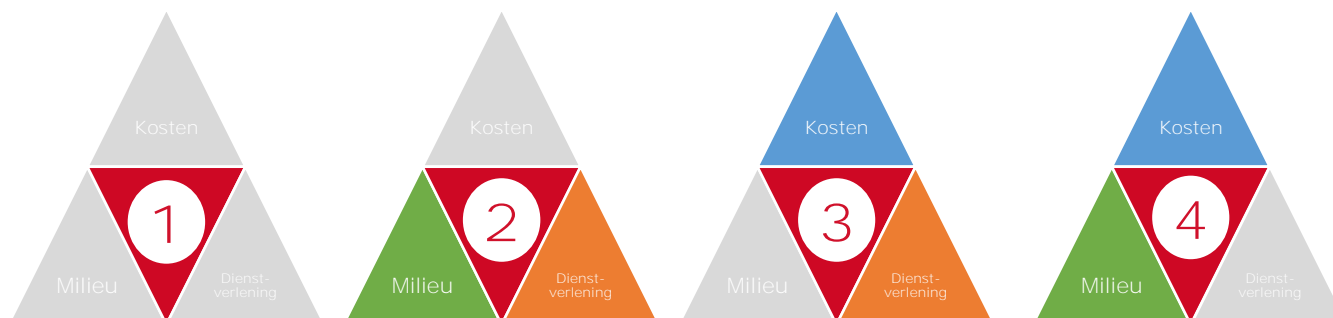 Kosten
1
Milieu
Dienst-
verlening
Kosten
2
Milieu
Dienst-
verlening
Kosten
3
Milieu
Dienst-
verlening
Kosten
4
Milieu
Dienst-
verlening